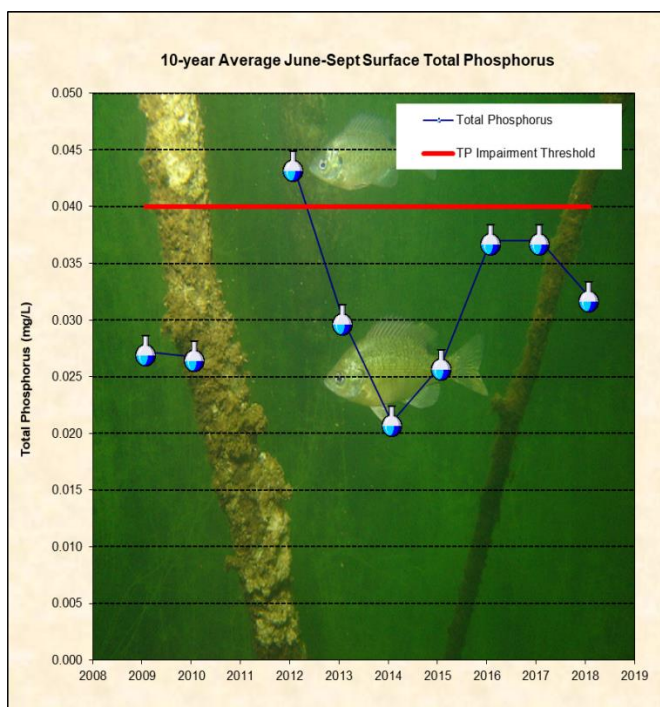 10-year Average June-Sept Surface Total Phosphorus
Total Phosphorus (mg/L)
0.050
0.045
0.040
0.035
0.030
0.025
0.020
0.015
0.010
0.005
0.000
Total Phosphorus
TP Impairment Threshold
2008 2009 2010 2011 2012 2013 2014 2015 2016 2017 2018 2019